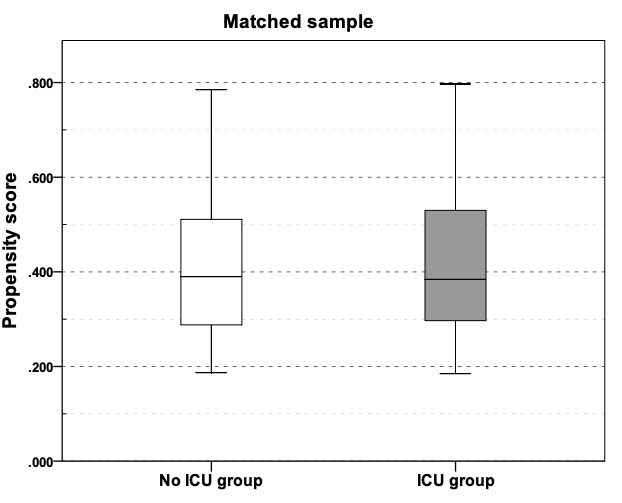 Matched sample
Propensity score
.800
.600
.400
.200
.000
No ICU group
ICU group